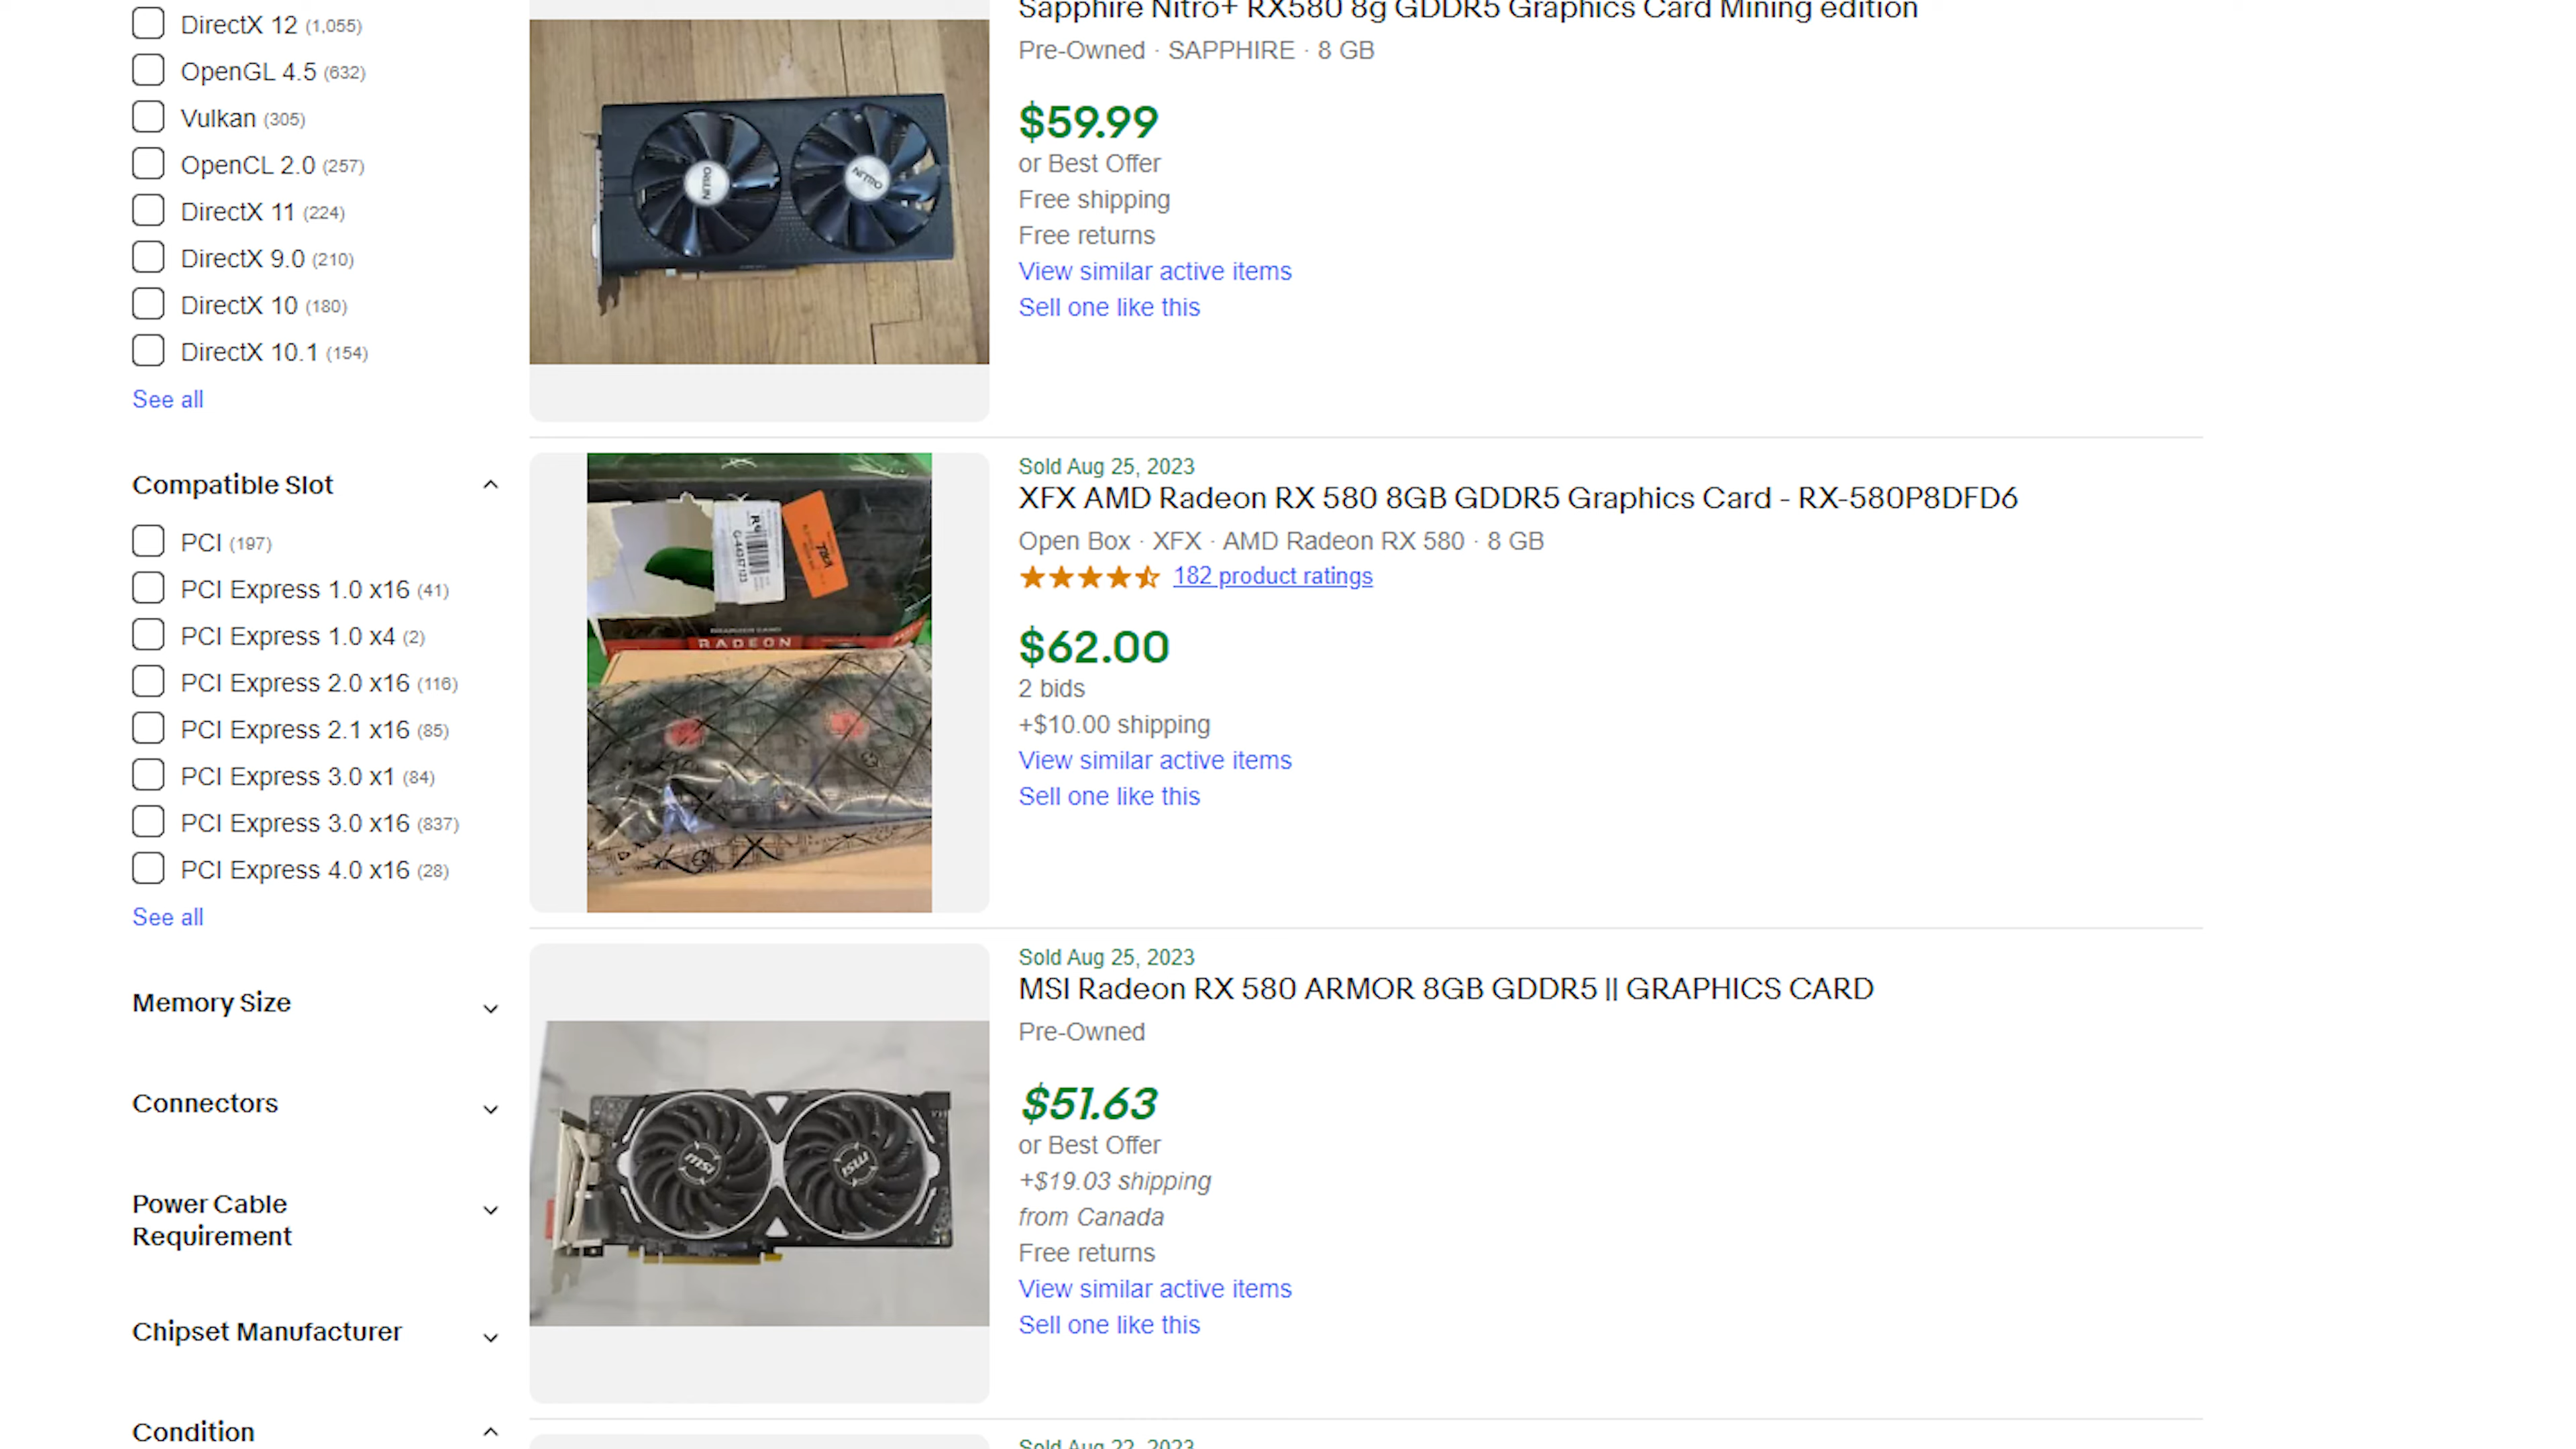 DirectX 12 (1,055)
OpenGL 4.5 (632)
Vulkan (305)
OpenCL 2.0 (257)
DirectX 11 (224)
DirectX 9.0 (210)
DirectX 10 (180)
DirectX 10.1 (154)
See all
Compatible Slot
PCI (197)
PCI Express 1.0 x16 (41)
PCI Express 1.0 x4 (2)
PCI Express 2.0 x16 (116)
PCI Express 2.1 x16 (85)
PCI Express 3.0 x1 (84)
PCI Express 3.0 x16 (837)
PCI Express 4.0 x16 (28)
See all
Memory Size
Connectors
Power Cable
Requirement
Chipset Manufacturer
Condition
NITRO
NITRO
Sapphire Nitro+ RX580 8g GDDR5 Graphics Card Mining edition
Pre-Owned · SAPPHIRE · 8 GB
$59.99
or Best Offer
Free shipping
Free returns
View similar active items
Sell one like this
RADEON
Sold Aug 25, 2023
XFX AMD Radeon RX 580 8GB GDDR5 Graphics Card - RX-580P8DFD6
Open Box · XFX · AMD Radeon RX 580 · 8 GB
182 product ratings
$62.00
2 bids
+$10.00 shipping
View similar active items
Sell one like this
msi
msi
Sold Aug 25, 2023
MSI Radeon RX 580 ARMOR 8GB GDDR5 || GRAPHICS CARD
Pre-Owned
$51.63
or Best Offer
+$19.03 shipping
from Canada
Free returns
View similar active items
Sell one like this
Sold Aug 22, 2023